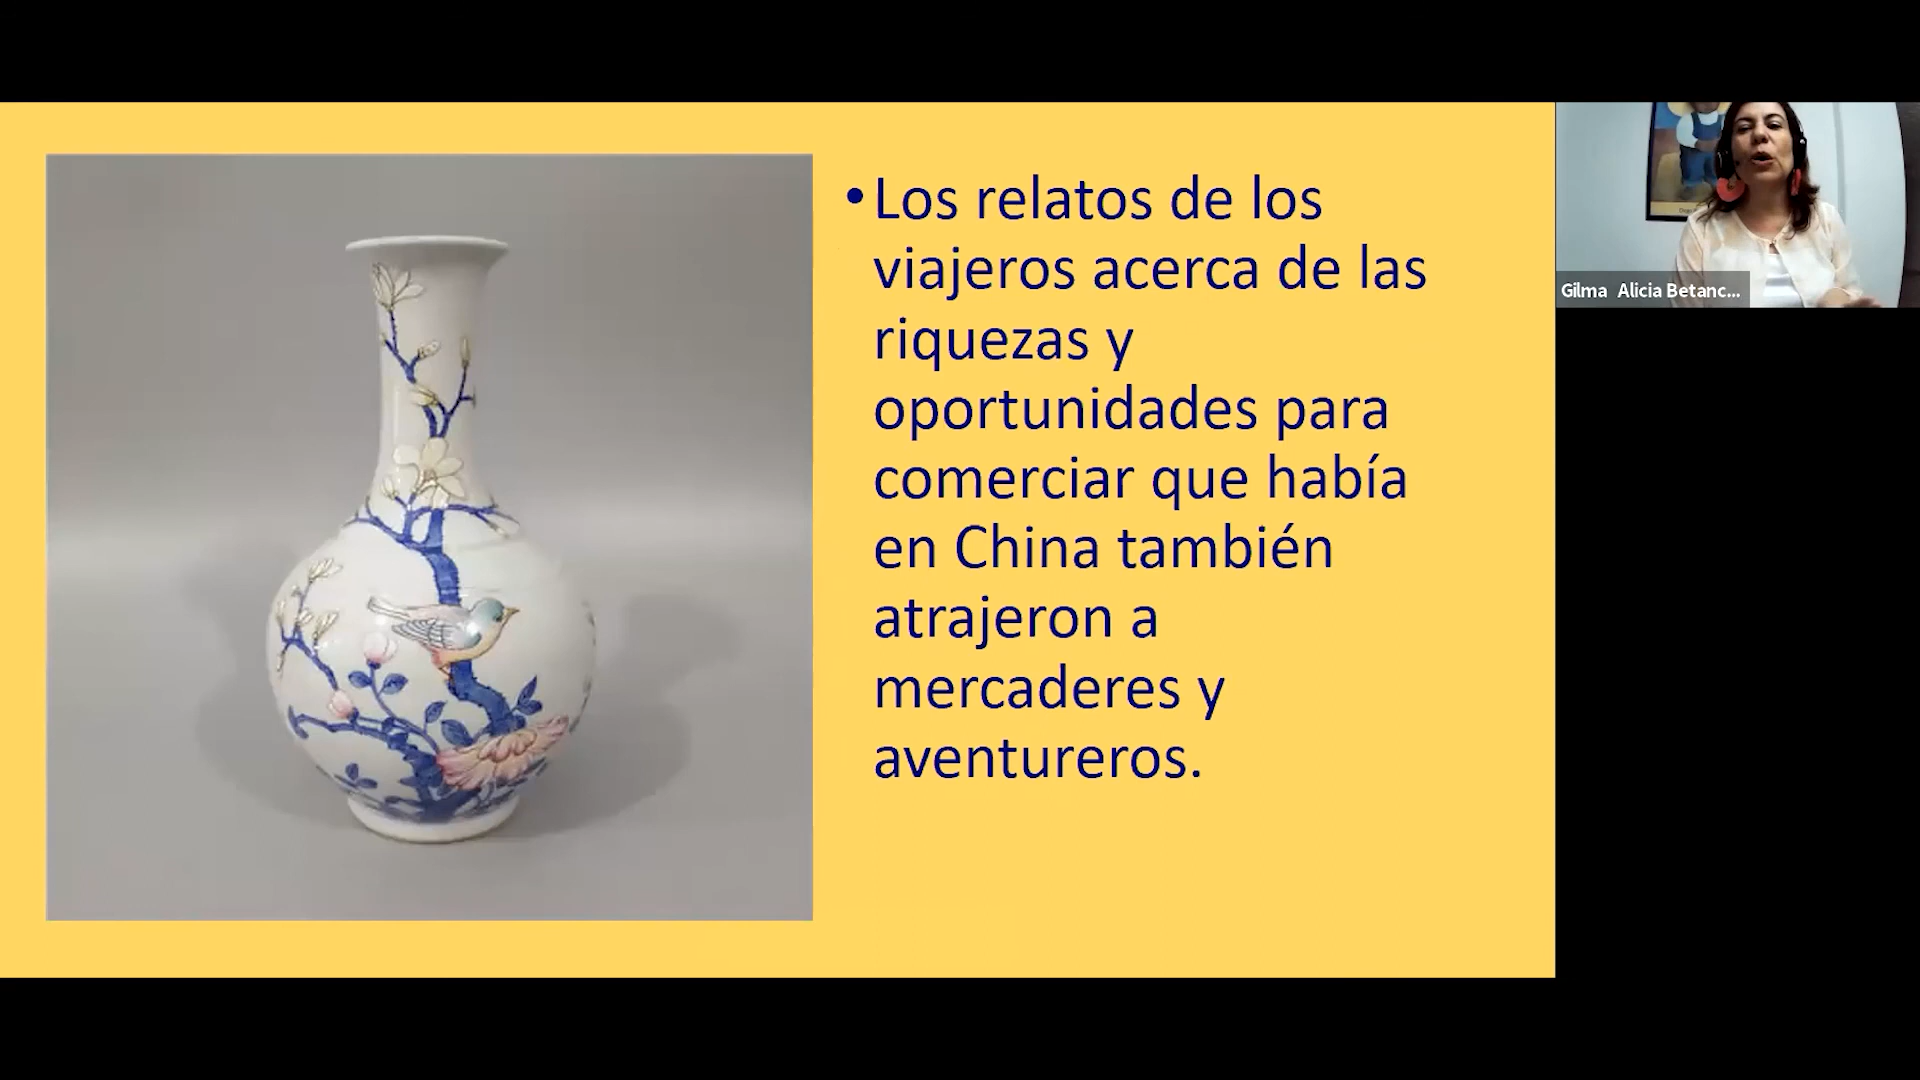 • Los relatos de los
viajeros acerca de las
riquezas y
oportunidades para
comerciar que había
en China también
atrajeron a
mercaderes y
aventureros.
Gilma Alicia Betanc...